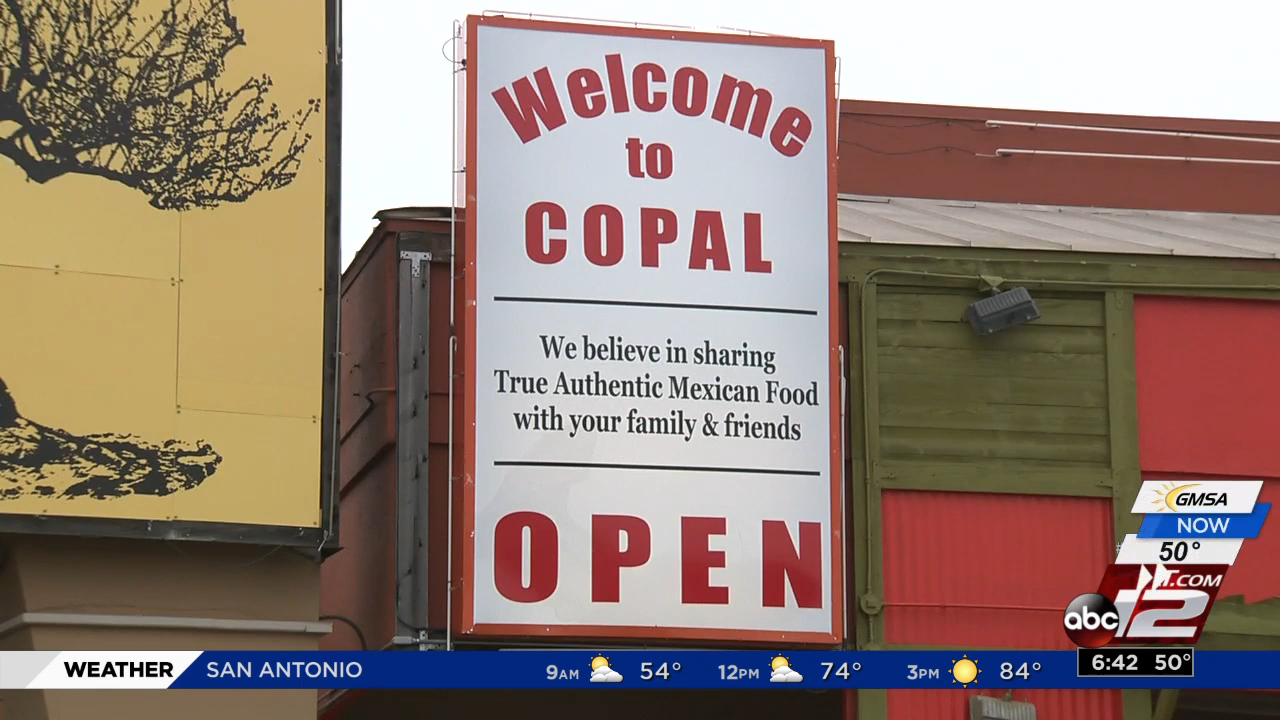 Welcome
to
COPAL
We believe in sharing
True Authentic Mexican Food
with your family & friends
OPEN
GMSA
NOW
50°
.COM
abc
12
WEATHER SAN ANTONIO 9AM 54° 12PM 74° 3PM 84° 6:42 50°